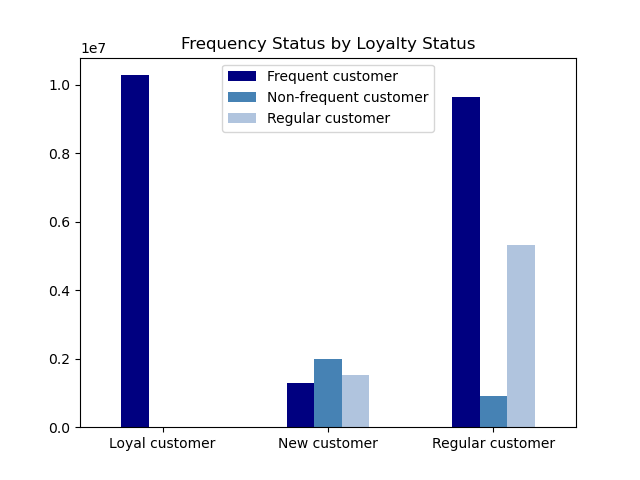 Frequency Status by Loyalty Status
1e7
Frequent customer
Non-frequent customer
Regular customer
1.0
0.8
0.6
0.4
0.2
0.0
Loyal customer
New customer
Regular customer